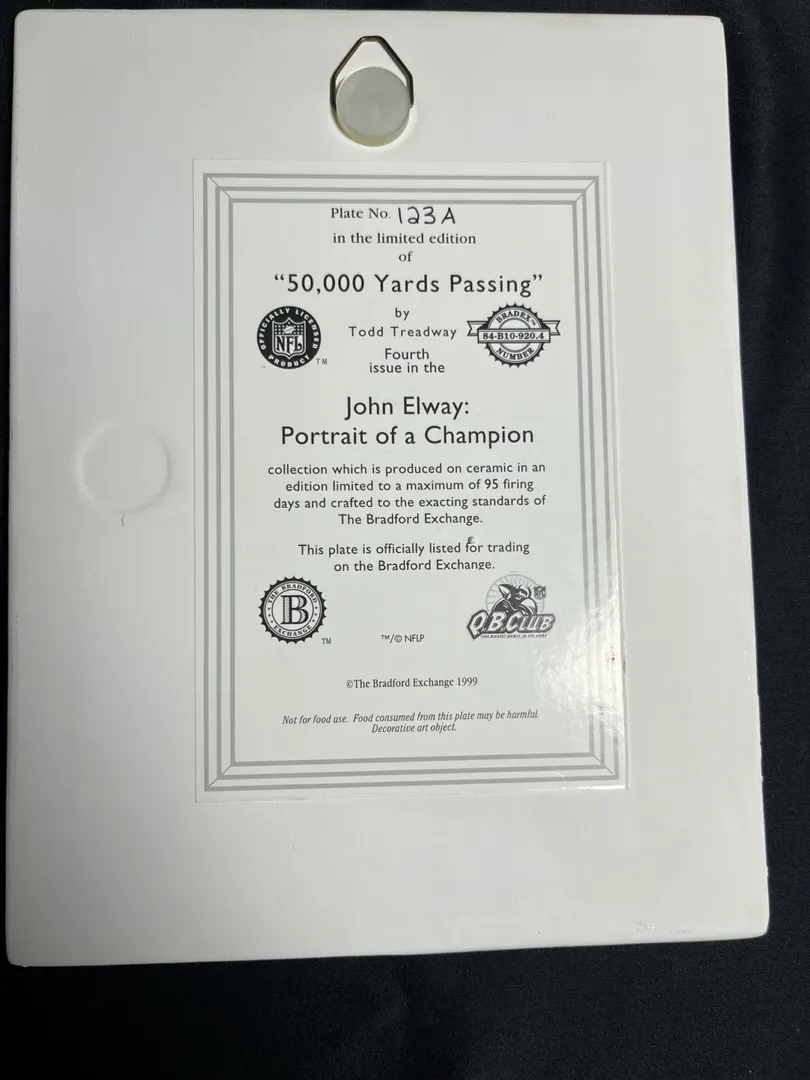 Plate No. 123A
in the limited edition
of
“50,000 Yards Passing”
by
Todd Treadway
OFFICIALLY LICENSED
NFL
PRODUCT
TM
BRADEX™
84-B10-920.4
NUMBER
Fourth
issue in the
John Elway:
Portrait of a Champion
collection which is produced on ceramic in an
edition limited to a maximum of 95 firing
days and crafted to the exacting standards of
The Bradford Exchange.
This plate is officially listed for trading
on the Bradford Exchange.
THE BRADFORD
B
EXCHANGE
TM
™/© NFLP
NFL
Q.B.CLUB
©The Bradford Exchange 1999
Not for food use. Food consumed from this plate may be harmful.
Decorative art object.